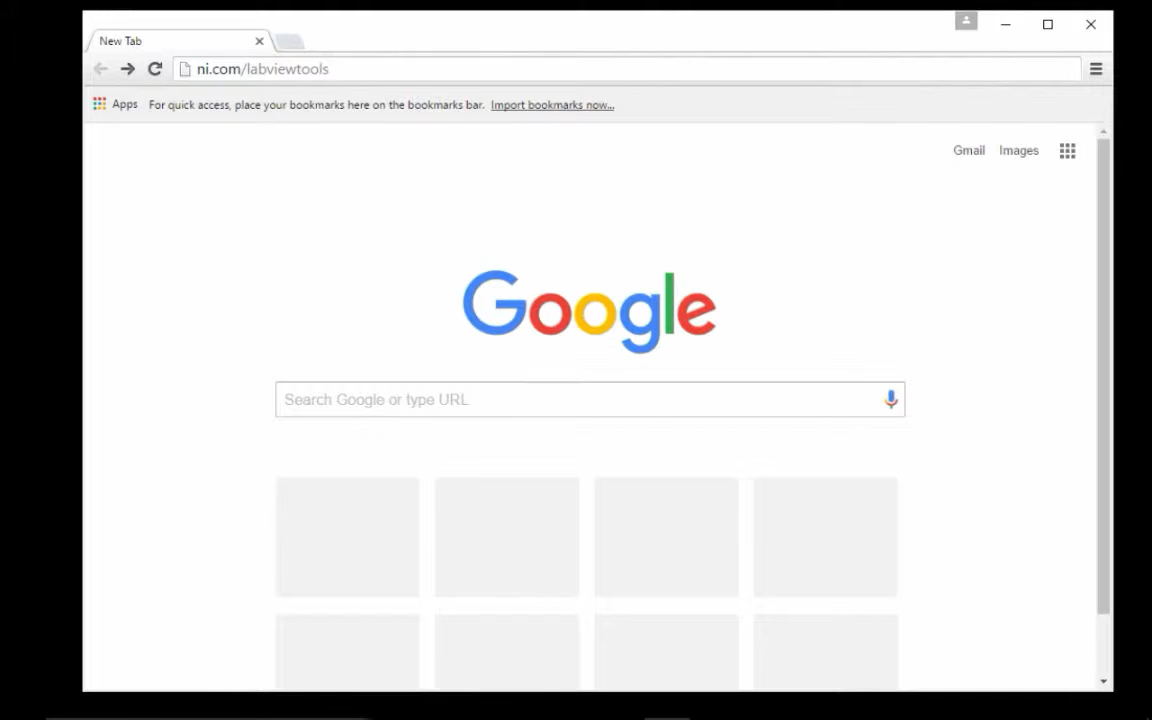 New Tab
ni.com/labviewtools
Apps For quick access, place your bookmarks here on the bookmarks bar. Import bookmarks now...
Gmail Images
Google
Search Google or type URL